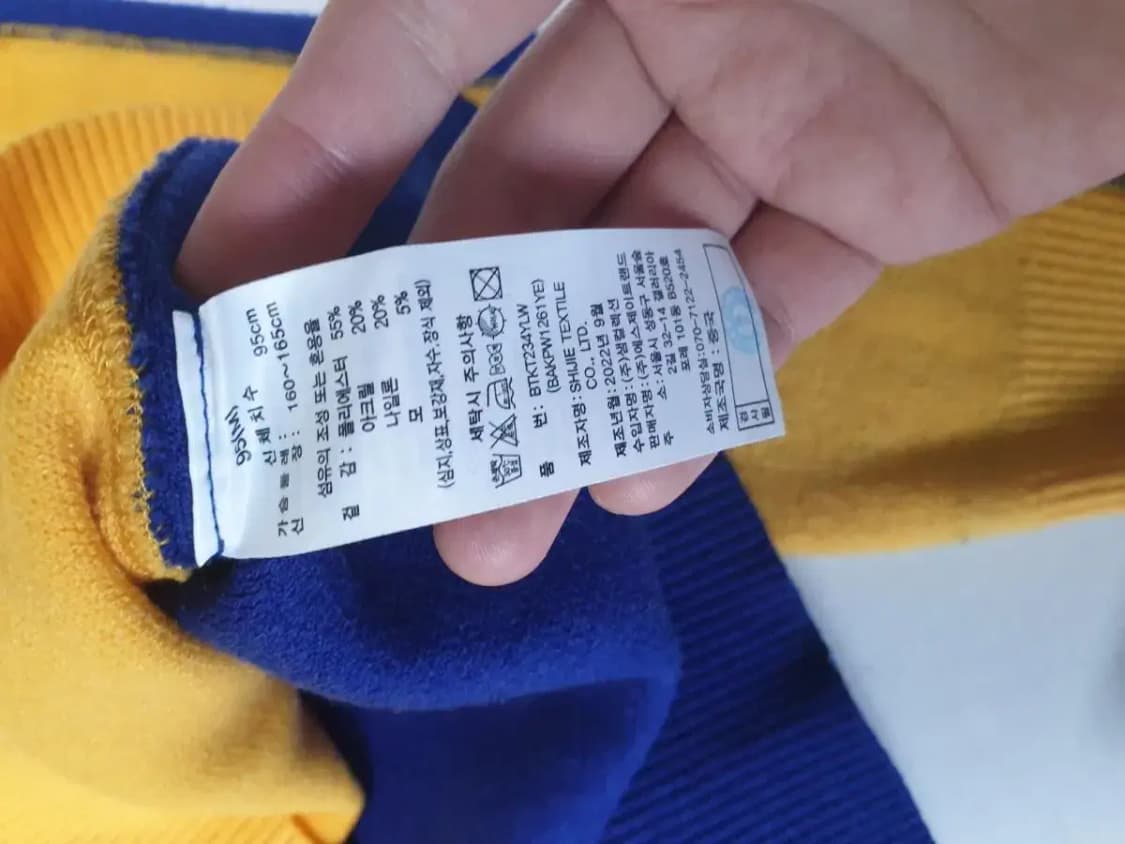 95(W)
신 체 치 수 95cm
가 슴 둘 레 : 160~165cm
신 장 :
섬유의 조성 또는 혼용율
겉 감 : 폴리에스터 55%
아크릴 20%
나일론 20%
모 5%
(심지,상표,보강재,자수,장식 제외)
세탁시 주의사항
품 번: BTKT234YLW
(BAKPW1261YE)
제조자명: SHIJIE TEXTILE
CO., LTD.
제조년월: 2022년 9월
수입자명: (주)생컬렉션
판매자명: (주)에스제이트랜드
주 소: 서울시 성동구 서울숲
2길 32-14 갤러리아
포레 101동 B520호
소비자상담실:070-7122-2454
제조국명 : 중국
검사필